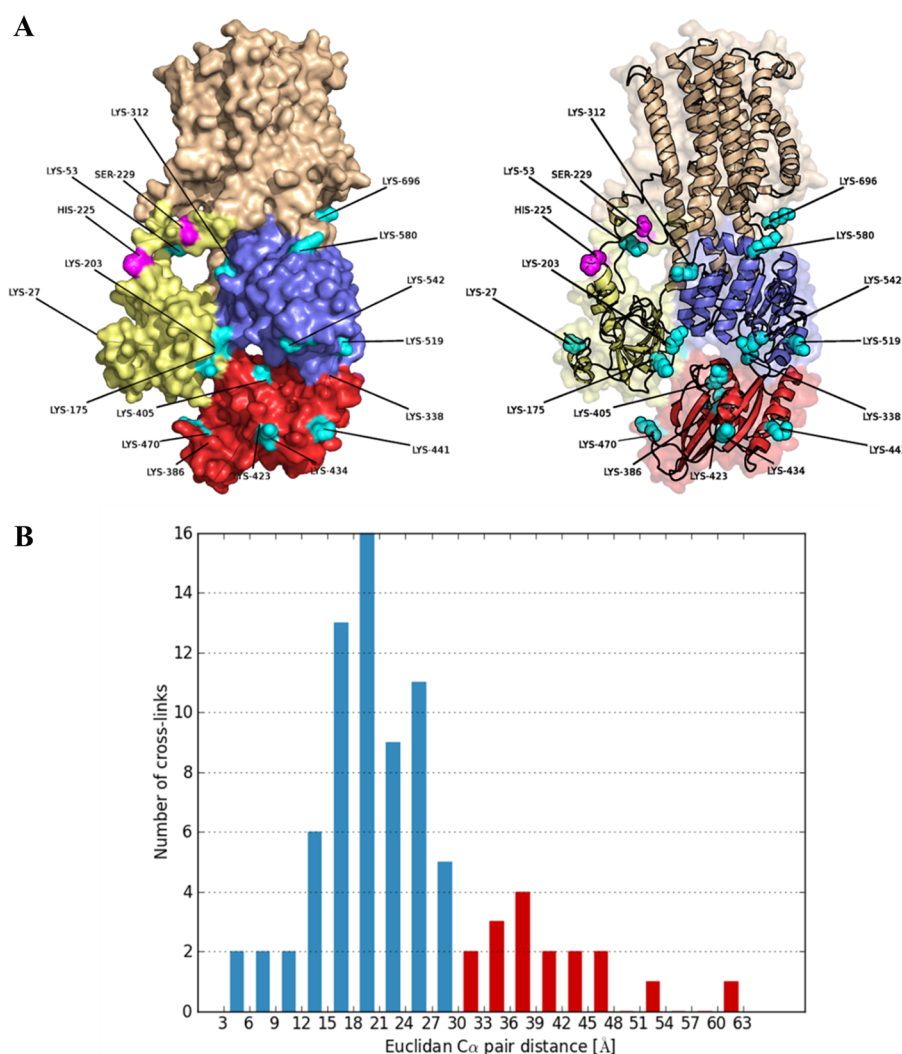 A
LYS-312
LYS-53
SER-229
LYS-696
HIS-225
LYS-580
LYS-203
LYS-542
LYS-27
LYS-519
LYS-175
LYS-405
LYS-338
LYS-470
LYS-441
LYS-386
LYS-423
LYS-434
LYS-312
SER-229
LYS-53
LYS-696
HIS-225
LYS-580
LYS-203
LYS-542
LYS-27
LYS-519
LYS-175
LYS-405
LYS-338
LYS-470
LYS-441
LYS-386
LYS-423
LYS-434
B
16
14
12
10
8
6
4
2
0
Number of cross-links
3 6 9 12 15 18 21 24 27 30 33 36 39 42 45 48 51 54 57 60 63
Euclidan Cα pair distance [Å]